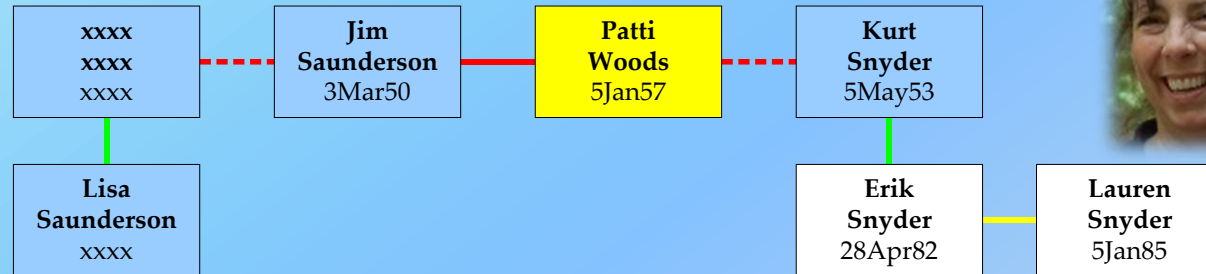 xxxx
xxxx
xxxx
Jim
Saunderson
3Mar50
Patti
Woods
5Jan57
Kurt
Snyder
5May53
Lisa
Saunderson
xxxx
Erik
Snyder
28Apr82
Lauren
Snyder
5Jan85